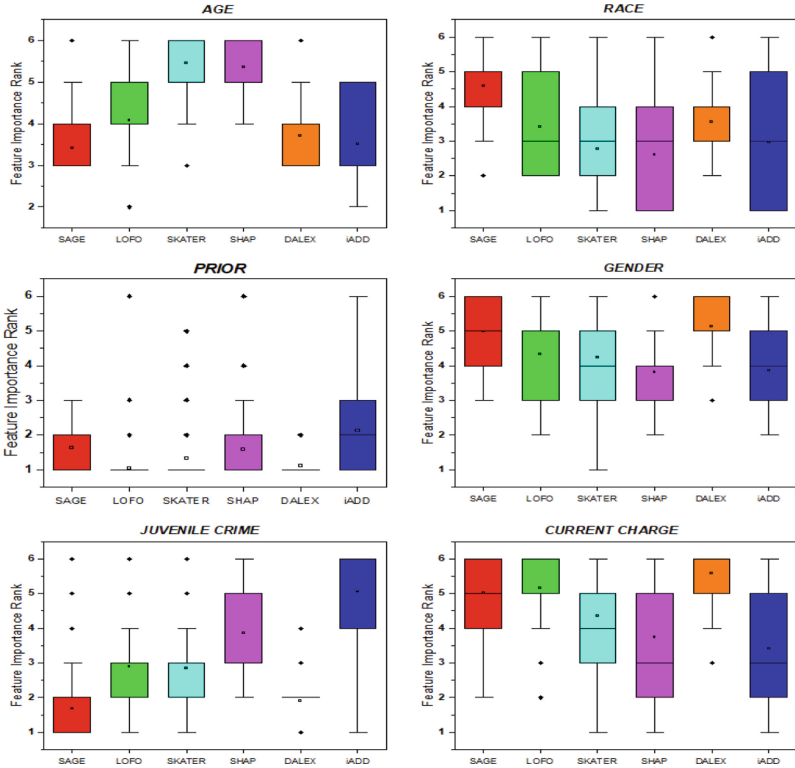 AGE
Feature Importance Rank
6
5
4
3
2
SAGE LOFO SKATER SHAP DALEX iADD
RACE
Feature Importance Rank
6
5
4
3
2
1
SAGE LOFO SKATER SHAP DALEX iADD
PRIOR
Feature Importance Rank
6
5
4
3
2
1
SAGE LOFO SKATER SHAP DALEX iADD
GENDER
Feature Importance Rank
6
5
4
3
2
1
SAGE LOFO SKATER SHAP DALEX iADD
JUVENILE CRIME
Feature Importance Rank
6
5
4
3
2
1
SAGE LOFO SKATER SHAP DALEX iADD
CURRENT CHARGE
Feature Importance Rank
6
5
4
3
2
1
SAGE LOFO SKATER SHAP DALEX iADD